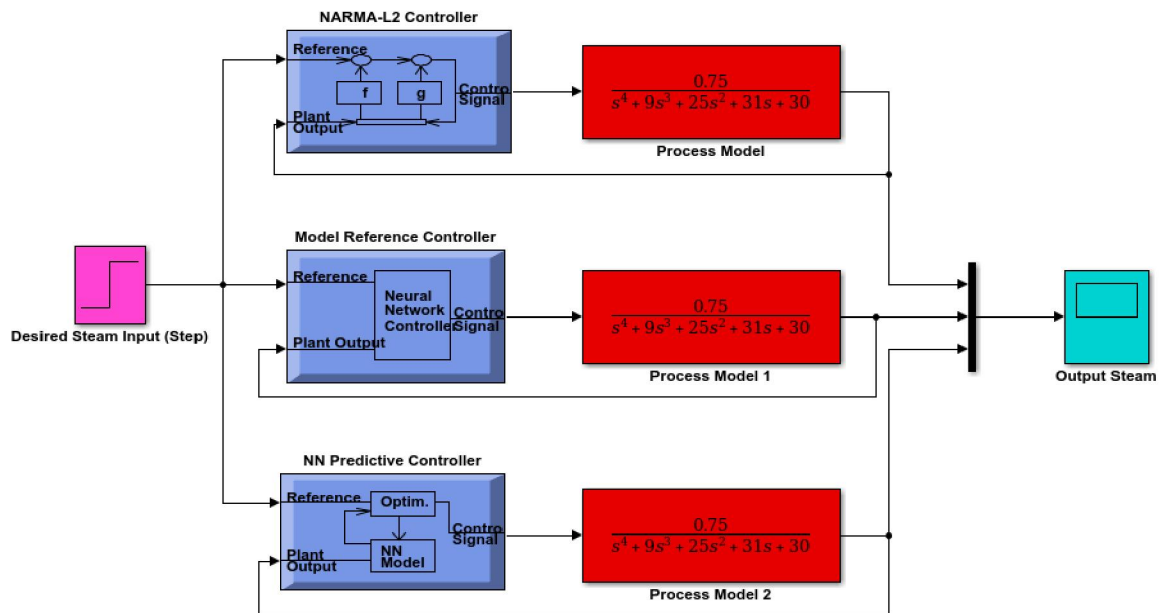 NARMA-L2 Controller
Reference
f
g
Contro
Signal
Plant
Output
0.75
s⁴ + 9s³ + 25s² + 31s + 30
Process Model
Model Reference Controller
Reference
Neural
Network
Controller
Contro
Signal
Plant Output
0.75
s⁴ + 9s³ + 25s² + 31s + 30
Process Model 1
Desired Steam Input (Step)
Output Steam
NN Predictive Controller
Reference
Optim.
Contro
Signal
Plant
Output
NN
Model
0.75
s⁴ + 9s³ + 25s² + 31s + 30
Process Model 2